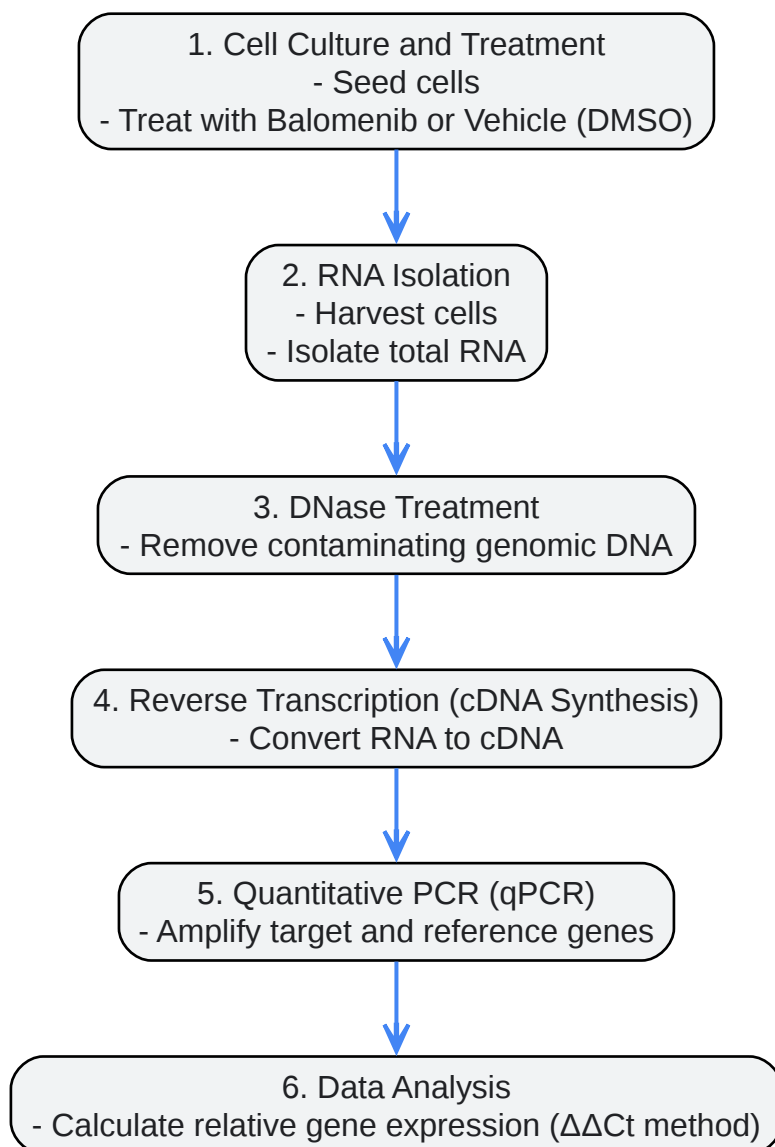 1. Cell Culture and Treatment
- Seed cells
- Treat with Balomenib or Vehicle (DMSO)
2. RNA Isolation
- Harvest cells
- Isolate total RNA
3. DNase Treatment
- Remove contaminating genomic DNA
4. Reverse Transcription (cDNA Synthesis)
- Convert RNA to cDNA
5. Quantitative PCR (qPCR)
- Amplify target and reference genes
6. Data Analysis
- Calculate relative gene expression (ΔΔCt method)